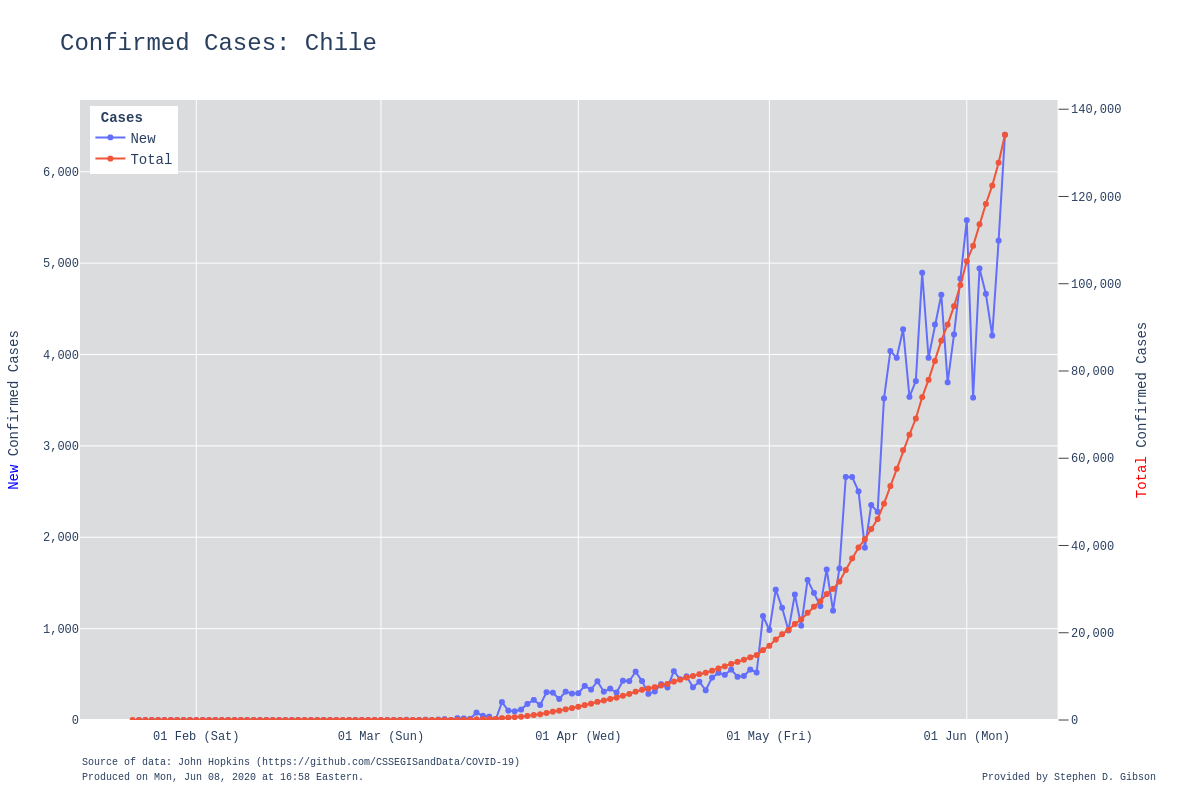 Confirmed Cases: Chile
Cases
New
Total
6,000
5,000
4,000
3,000
2,000
1,000
0
140,000
120,000
100,000
80,000
60,000
40,000
20,000
0
New Confirmed Cases
Total Confirmed Cases
01 Feb (Sat)
01 Mar (Sun)
01 Apr (Wed)
01 May (Fri)
01 Jun (Mon)
Source of data: John Hopkins (https://github.com/CSSEGISandData/COVID-19)
Produced on Mon, Jun 08, 2020 at 16:58 Eastern.
Provided by Stephen D. Gibson